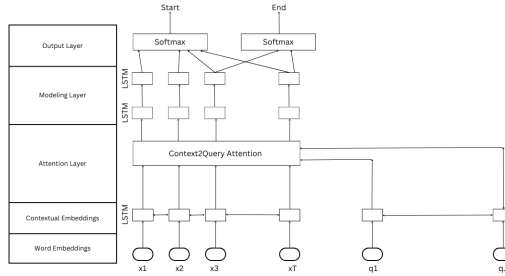 Start End
Output Layer
Softmax Softmax
LSTM
Modeling Layer
LSTM
Attention Layer
Context2Query Attention
Contextual Embeddings
LSTM
Word Embeddings
x1 x2 x3 xT q1